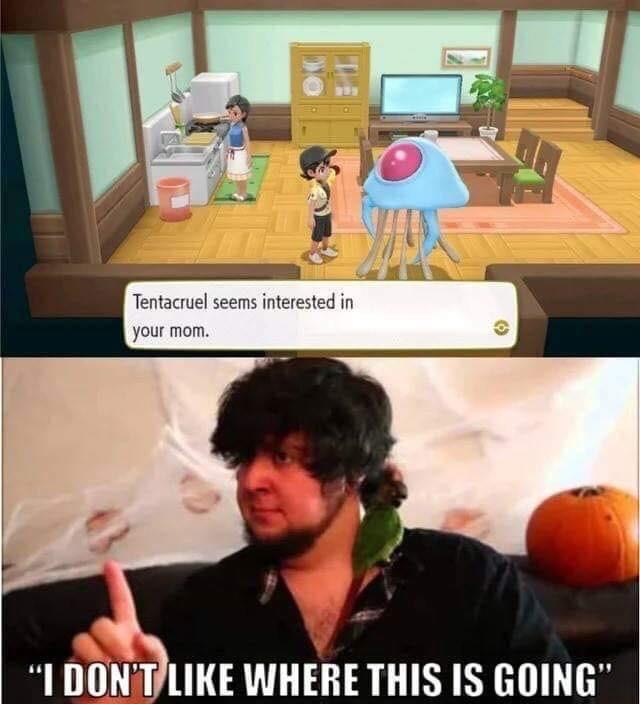 Tentacruel seems interested in
your mom.
“I DON'T LIKE WHERE THIS IS GOING”